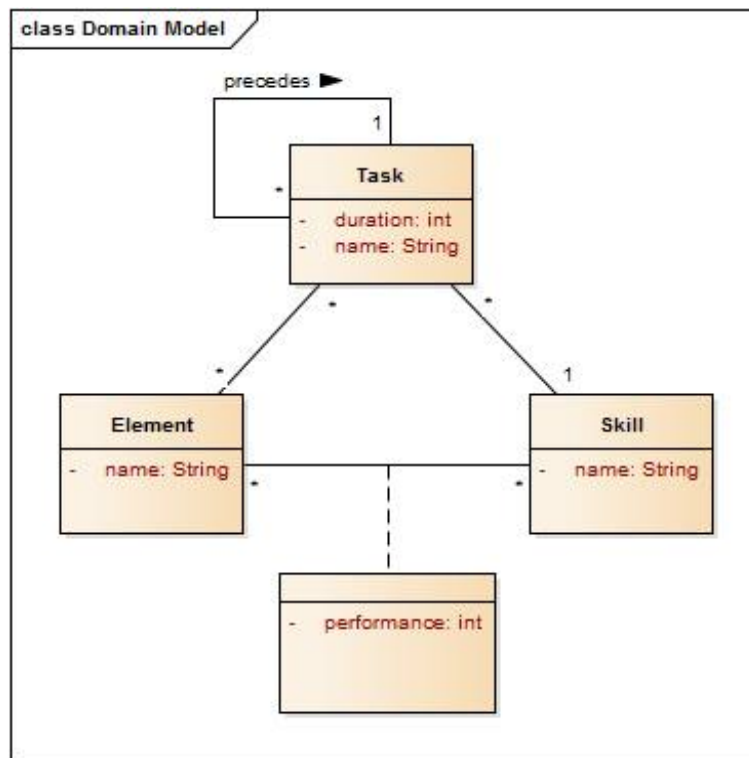 class Domain Model
precedes ►
1
*
Task
- duration: int
- name: String
*
*
*
1
Element
- name: String
Skill
- name: String
*
*
- performance: int